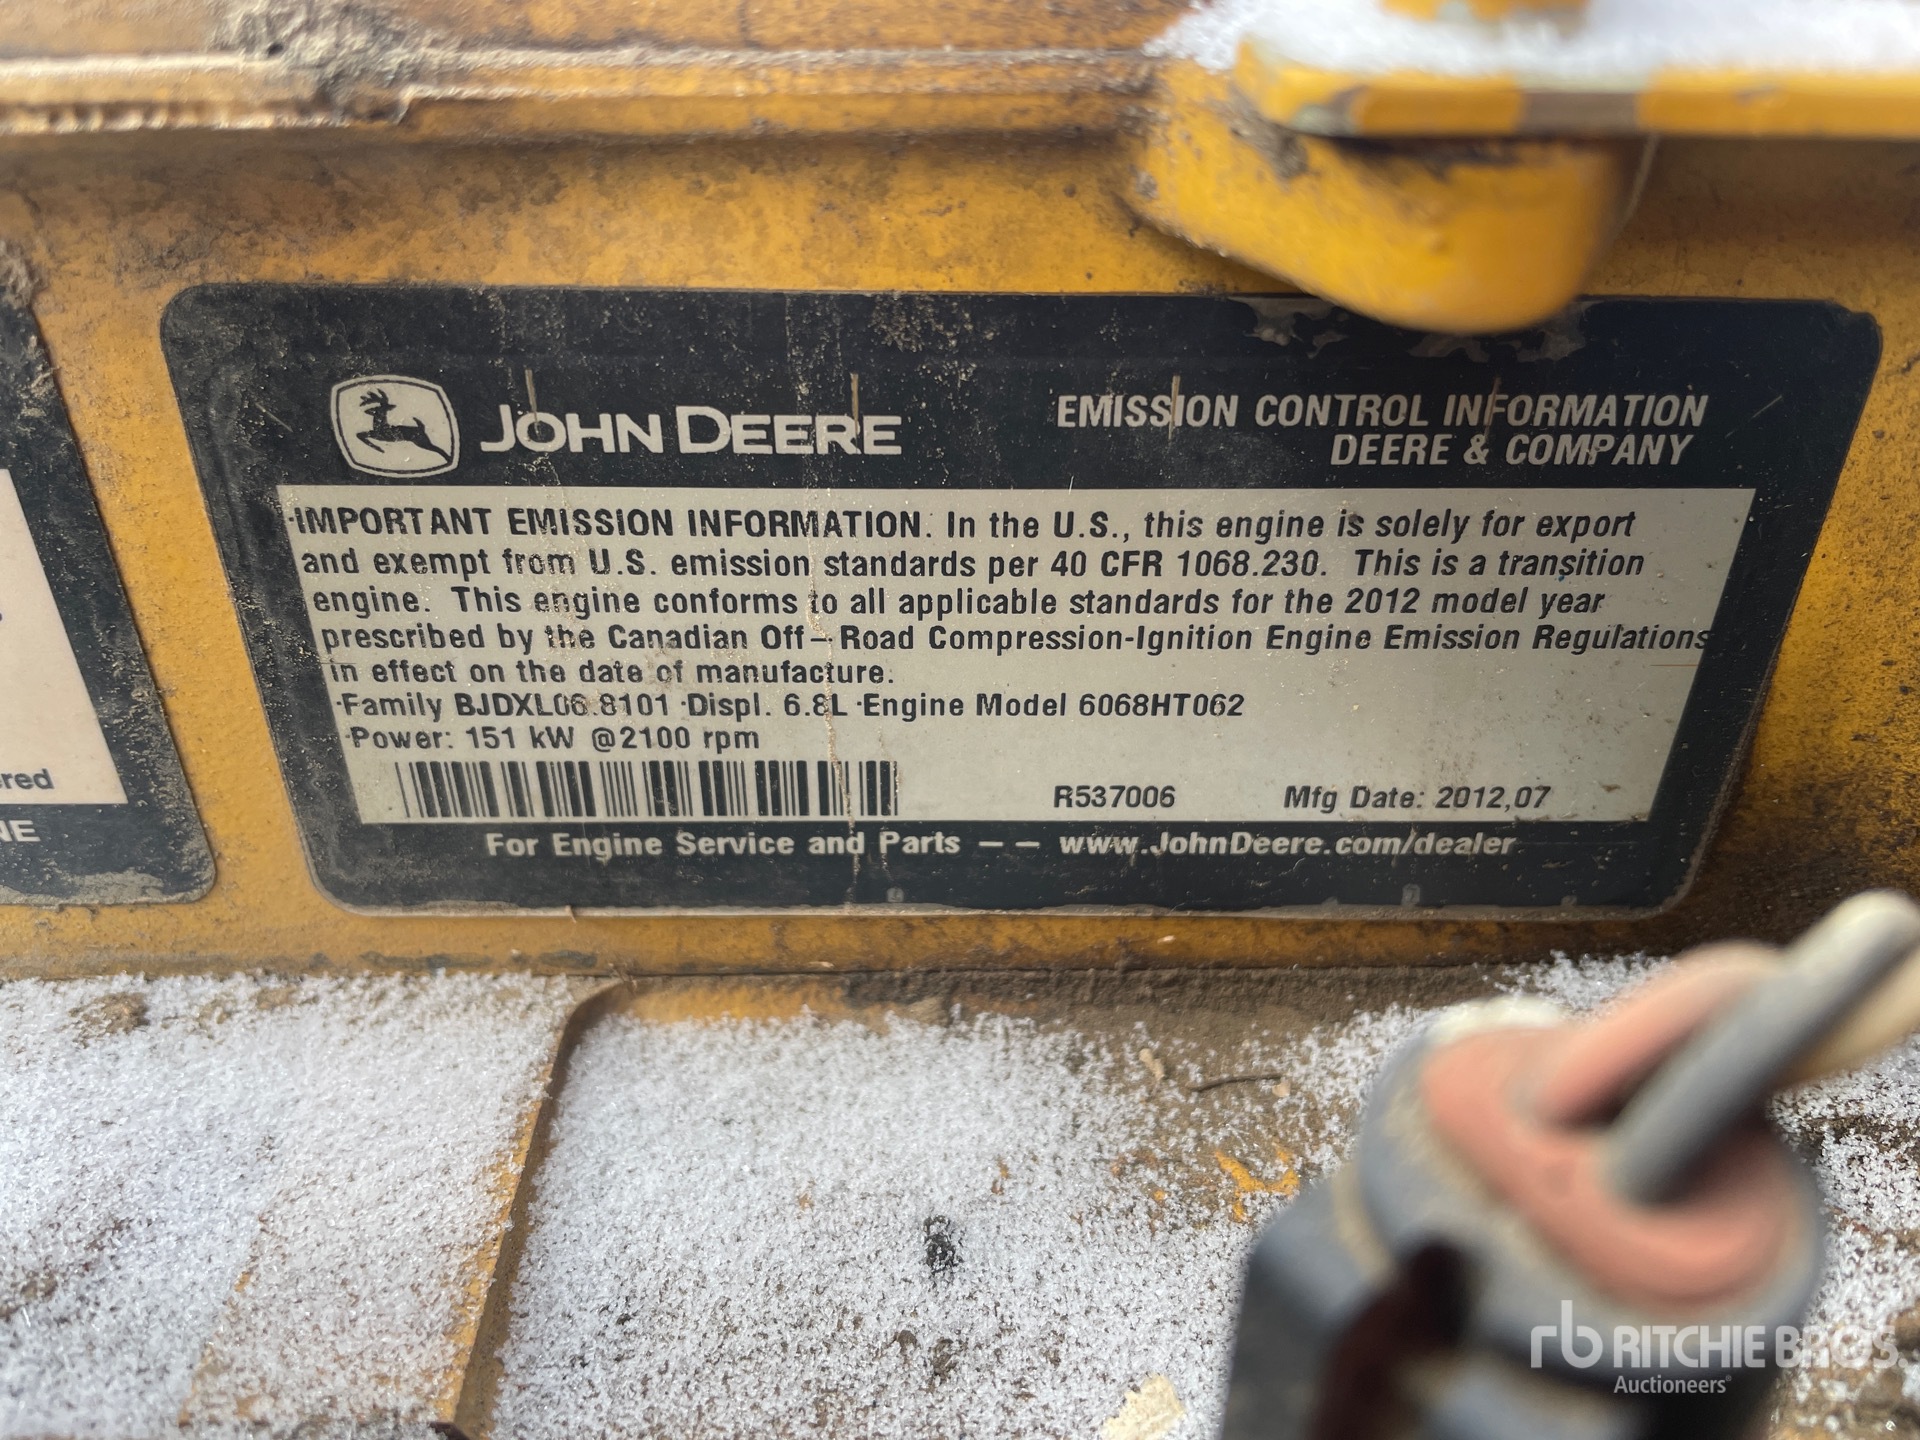 JOHN DEERE
EMISSION CONTROL INFORMATION
DEERE & COMPANY
·IMPORTANT EMISSION INFORMATION. In the U.S., this engine is solely for export
and exempt from U.S. emission standards per 40 CFR 1068.230. This is a transition
engine. This engine conforms to all applicable standards for the 2012 model year
prescribed by the Canadian Off-Road Compression-Ignition Engine Emission Regulations
in effect on the date of manufacture.
·Family BJDXL06.8101 ·Displ. 6.8L ·Engine Model 6068HT062
·Power: 151 kW @2100 rpm
R537006 Mfg Date: 2012,07
For Engine Service and Parts -- www.JohnDeere.com/dealer
red
NE
rb RITCHIE BROS.
Auctioneers®